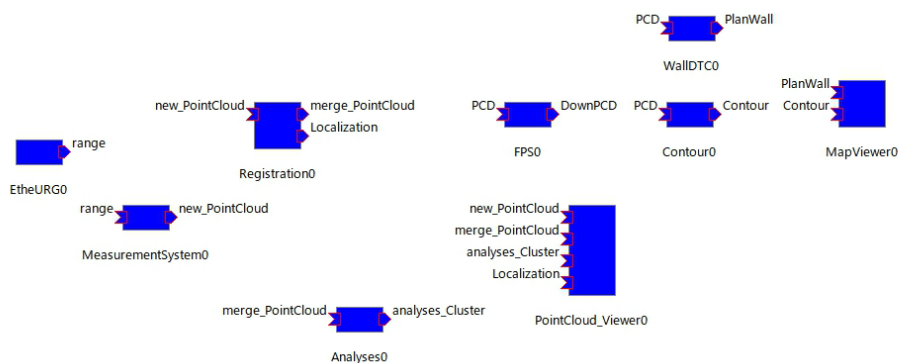 PCD
PlanWall
WallDTC0
new_PointCloud
merge_PointCloud
Localization
Registration0
PCD
DownPCD
FPS0
PCD
Contour
Contour0
PlanWall
Contour
MapViewer0
range
EtheURG0
range
new_PointCloud
MeasurementSystem0
new_PointCloud
merge_PointCloud
analyses_Cluster
Localization
PointCloud_Viewer0
merge_PointCloud
analyses_Cluster
Analyses0